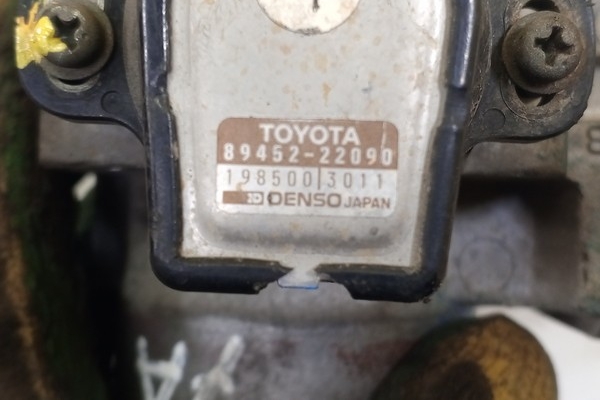 TOYOTA
89452-22090
198500 3011
DENSO JAPAN